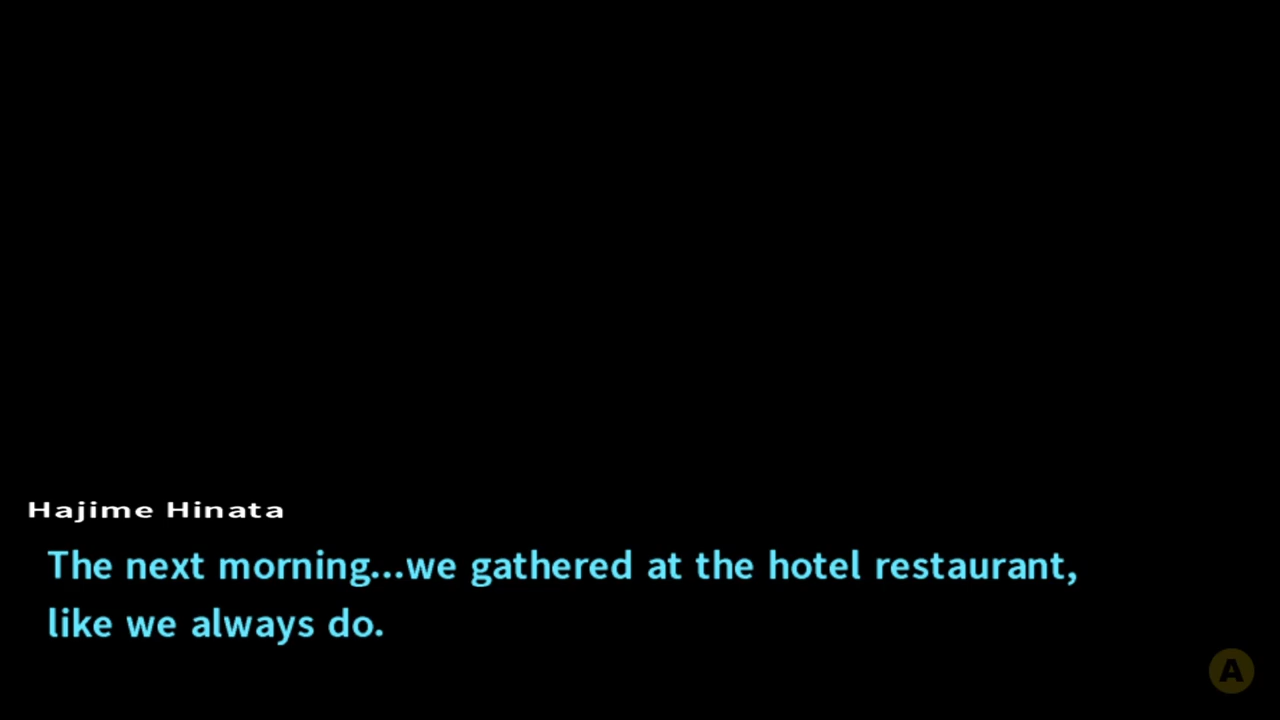 Hajime Hinata
The next morning...we gathered at the hotel restaurant,
like we always do.
A